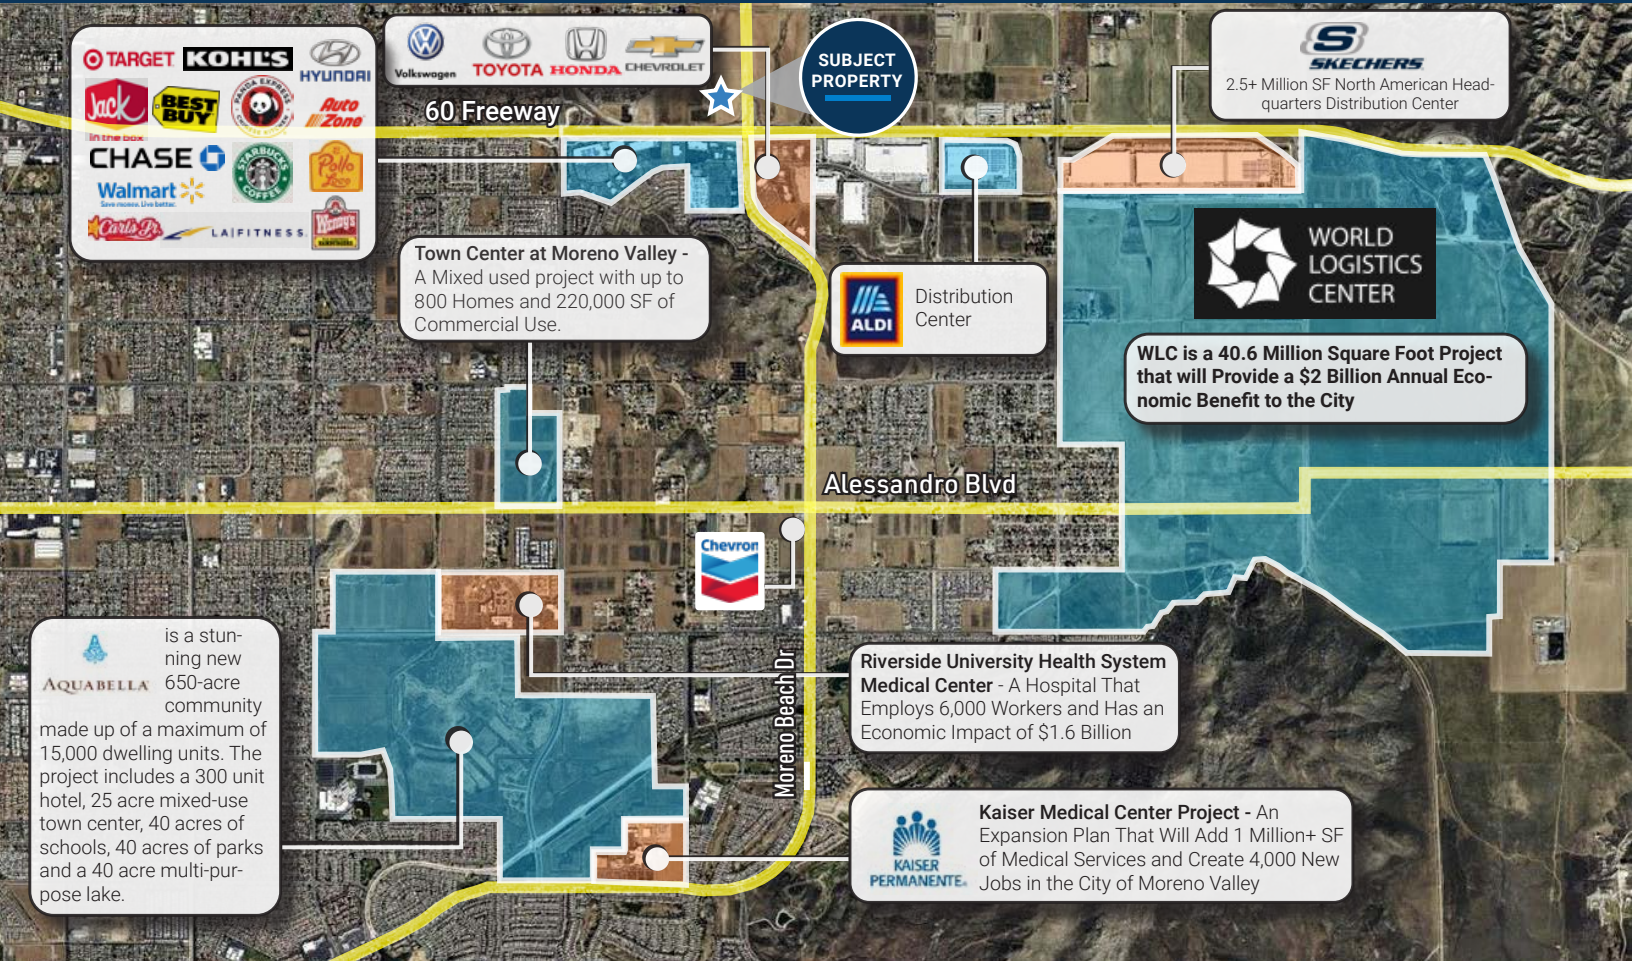 TARGET
KOHL'S
HYUNDAI
Jack
in the box
BEST
BUY
PANDA EXPRESS
CHINESE KITCHEN
Auto
Zone
CHASE
Walmart
Save money. Live better.
STARBUCKS
COFFEE
El
Pollo
Loco
Carl's Jr.
LA|FITNESS.
Wendy's
Volkswagen
TOYOTA
HONDA
CHEVROLET
60 Freeway
SUBJECT
PROPERTY
SKECHERS
2.5+ Million SF North American Head-
quarters Distribution Center
Town Center at Moreno Valley -
A Mixed used project with up to
800 Homes and 220,000 SF of
Commercial Use.
ALDI
Distribution
Center
WORLD
LOGISTICS
CENTER
WLC is a 40.6 Million Square Foot Project
that will Provide a $2 Billion Annual Eco-
nomic Benefit to the City
Alessandro Blvd
Chevron
Moreno Beach Dr
AQUABELLA
is a stun-
ning new
650-acre
community
made up of a maximum of
15,000 dwelling units. The
project includes a 300 unit
hotel, 25 acre mixed-use
town center, 40 acres of
schools, 40 acres of parks
and a 40 acre multi-pur-
pose lake.
Riverside University Health System
Medical Center - A Hospital That
Employs 6,000 Workers and Has an
Economic Impact of $1.6 Billion
KAISER
PERMANENTE
Kaiser Medical Center Project - An
Expansion Plan That Will Add 1 Million+ SF
of Medical Services and Create 4,000 New
Jobs in the City of Moreno Valley